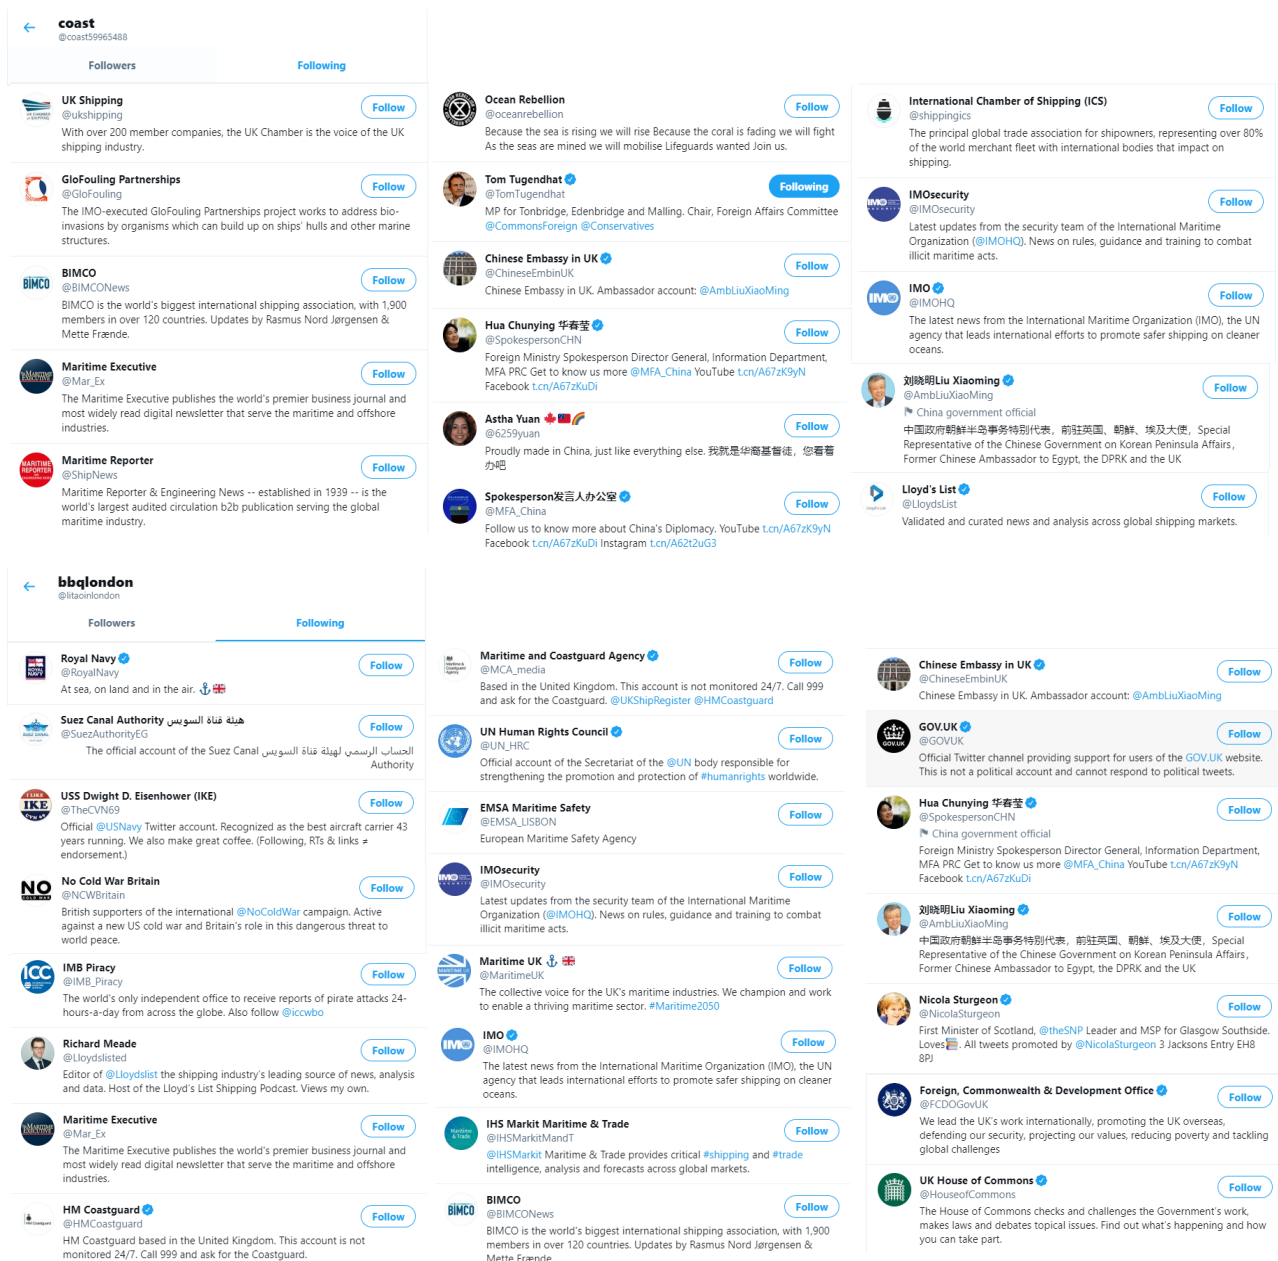 coast
@coast59965488
Followers
Following
UK Shipping
@ukshipping
Follow
With over 200 member companies, the UK Chamber is the voice of the UK
shipping industry.
GloFouling Partnerships
@GloFouling
Follow
The IMO-executed GloFouling Partnerships project works to address bio-
invasions by organisms which can build up on ships' hulls and other marine
structures.
BIMCO
BIMCO
@BIMCONews
Follow
BIMCO is the world's biggest international shipping association, with 1,900
members in over 120 countries. Updates by Rasmus Nord Jørgensen &
Mette Frænde.
Maritime Executive
@Mar_Ex
Follow
The Maritime Executive publishes the world's premier business journal and
most widely read digital newsletter that serve the maritime and offshore
industries.
MARITIME
REPORTER
Maritime Reporter
@ShipNews
Follow
Maritime Reporter & Engineering News -- established in 1939 -- is the
world's largest audited circulation b2b publication serving the global
maritime industry.
Ocean Rebellion
@oceanrebellion
Follow
Because the sea is rising we will rise Because the coral is fading we will fight
As the seas are mined we will mobilise Lifeguards wanted Join us.
Tom Tugendhat
@TomTugendhat
Following
MP for Tonbridge, Edenbridge and Malling. Chair, Foreign Affairs Committee
@CommonsForeign @Conservatives
Chinese Embassy in UK
@ChineseEmbinUK
Follow
Chinese Embassy in UK. Ambassador account: @AmbLiuXiaoMing
Hua Chunying 华春莹
@SpokespersonCHN
Follow
Foreign Ministry Spokesperson Director General, Information Department,
MFA PRC Get to know us more @MFA_China YouTube t.cn/A67zK9yN
Facebook t.cn/A67zKuDi
Astha Yuan 🍁🇹🇼🌈
@6259yuan
Follow
Proudly made in China, just like everything else. 我就是华裔基督徒，您看着
办吧
Spokesperson发言人办公室
@MFA_China
Follow
Follow us to know more about China's Diplomacy. YouTube t.cn/A67zK9yN
Facebook t.cn/A67zKuDi Instagram t.cn/A62t2uG3
International Chamber of Shipping (ICS)
@shippingics
Follow
The principal global trade association for shipowners, representing over 80%
of the world merchant fleet with international bodies that impact on
shipping.
IMOsecurity
@IMOsecurity
Follow
Latest updates from the security team of the International Maritime
Organization (@IMOHQ). News on rules, guidance and training to combat
illicit maritime acts.
IMO
IMO
@IMOHQ
Follow
The latest news from the International Maritime Organization (IMO), the UN
agency that leads international efforts to promote safer shipping on cleaner
oceans.
刘晓明Liu Xiaoming
@AmbLiuXiaoMing
Follow
China government official
中国政府朝鲜半岛事务特别代表，前驻英国、朝鲜、埃及大使，Special
Representative of the Chinese Government on Korean Peninsula Affairs,
Former Chinese Ambassador to Egypt, the DPRK and the UK
Lloyd's List
@LloydsList
Follow
Validated and curated news and analysis across global shipping markets.
bbqlondon
@litaoinlondon
Followers
Following
ROYAL
NAVY
Royal Navy
@RoyalNavy
Follow
At sea, on land and in the air. ⚓🇬🇧
SUEZ CANAL
Suez Canal Authority هيئة قناة السويس
@SuezAuthorityEG
Follow
الحساب الرسمي لهيئة قناة السويس The official account of the Suez Canal
Authority
I LIKE
IKE
CVN 69
USS Dwight D. Eisenhower (IKE)
@TheCVN69
Follow
Official @USNavy Twitter account. Recognized as the best aircraft carrier 43
years running. We also make great coffee. (Following, RTs & links ≠
endorsement.)
NO
COLD WAR
No Cold War Britain
@NCWBritain
Follow
British supporters of the international @NoColdWar campaign. Active
against a new US cold war and Britain's role in this dangerous threat to
world peace.
ICC
IMB Piracy
@IMB_Piracy
Follow
The world's only independent office to receive reports of pirate attacks 24-
hours-a-day from across the globe. Also follow @iccwbo
Richard Meade
@Lloydslisted
Follow
Editor of @Lloydslist the shipping industry's leading source of news, analysis
and data. Host of the Lloyd's List Shipping Podcast. Views my own.
Maritime Executive
@Mar_Ex
Follow
The Maritime Executive publishes the world's premier business journal and
most widely read digital newsletter that serve the maritime and offshore
industries.
HM Coastguard
@HMCoastguard
Follow
HM Coastguard based in the United Kingdom. This account is not
monitored 24/7. Call 999 and ask for the Coastguard.
Maritime and Coastguard Agency
@MCA_media
Follow
Based in the United Kingdom. This account is not monitored 24/7. Call 999
and ask for the Coastguard. @UKShipRegister @HMCoastguard
UN Human Rights Council
@UN_HRC
Follow
Official account of the Secretariat of the @UN body responsible for
strengthening the promotion and protection of #humanrights worldwide.
EMSA Maritime Safety
@EMSA_LISBON
Follow
European Maritime Safety Agency
IMOsecurity
@IMOsecurity
Follow
Latest updates from the security team of the International Maritime
Organization (@IMOHQ). News on rules, guidance and training to combat
illicit maritime acts.
MARITIME UK
Maritime UK ⚓🇬🇧
@MaritimeUK
Follow
The collective voice for the UK's maritime industries. We champion and work
to enable a thriving maritime sector. #Maritime2050
IMO
IMO
@IMOHQ
Follow
The latest news from the International Maritime Organization (IMO), the UN
agency that leads international efforts to promote safer shipping on cleaner
oceans.
Maritime
& Trade
IHS Markit Maritime & Trade
@IHSMarkitMandT
Follow
@IHSMarkit Maritime & Trade provides critical #shipping and #trade
intelligence, analysis and forecasts across global markets.
BIMCO
BIMCO
@BIMCONews
Follow
BIMCO is the world's biggest international shipping association, with 1,900
members in over 120 countries. Updates by Rasmus Nord Jørgensen &
Mette Frænde
Chinese Embassy in UK
@ChineseEmbinUK
Follow
Chinese Embassy in UK. Ambassador account: @AmbLiuXiaoMing
GOV.UK
GOV.UK
@GOVUK
Follow
Official Twitter channel providing support for users of the GOV.UK website.
This is not a political account and cannot respond to political tweets.
Hua Chunying 华春莹
@SpokespersonCHN
Follow
China government official
Foreign Ministry Spokesperson Director General, Information Department,
MFA PRC Get to know us more @MFA_China YouTube t.cn/A67zK9yN
Facebook t.cn/A67zKuDi
刘晓明Liu Xiaoming
@AmbLiuXiaoMing
Follow
中国政府朝鲜半岛事务特别代表，前驻英国、朝鲜、埃及大使，Special
Representative of the Chinese Government on Korean Peninsula Affairs,
Former Chinese Ambassador to Egypt, the DPRK and the UK
Nicola Sturgeon
@NicolaSturgeon
Follow
First Minister of Scotland, @theSNP Leader and MSP for Glasgow Southside.
Loves📚. All tweets promoted by @NicolaSturgeon 3 Jacksons Entry EH8
8PJ
Foreign, Commonwealth & Development Office
@FCDOGovUK
Follow
We lead the UK's work internationally, promoting the UK overseas,
defending our security, projecting our values, reducing poverty and tackling
global challenges
UK House of Commons
@HouseofCommons
Follow
The House of Commons checks and challenges the Government's work,
makes laws and debates topical issues. Find out what's happening and how
you can take part.